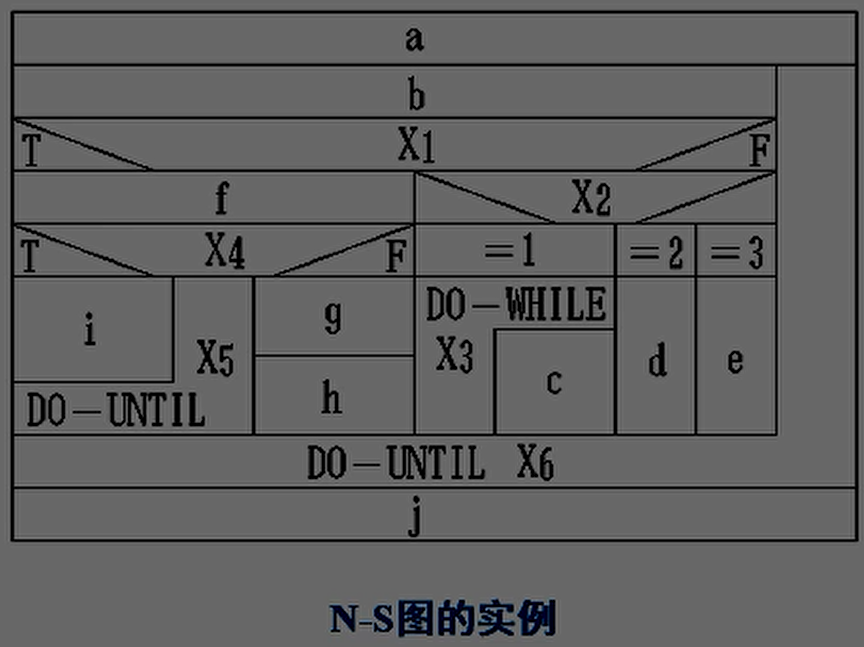 a
b
T X1 F
f X2
T X4 F =1 =2 =3
i X5 g DO-WHILE X3 c d e
DO-UNTIL h
DO-UNTIL X6
j
N-S图的实例